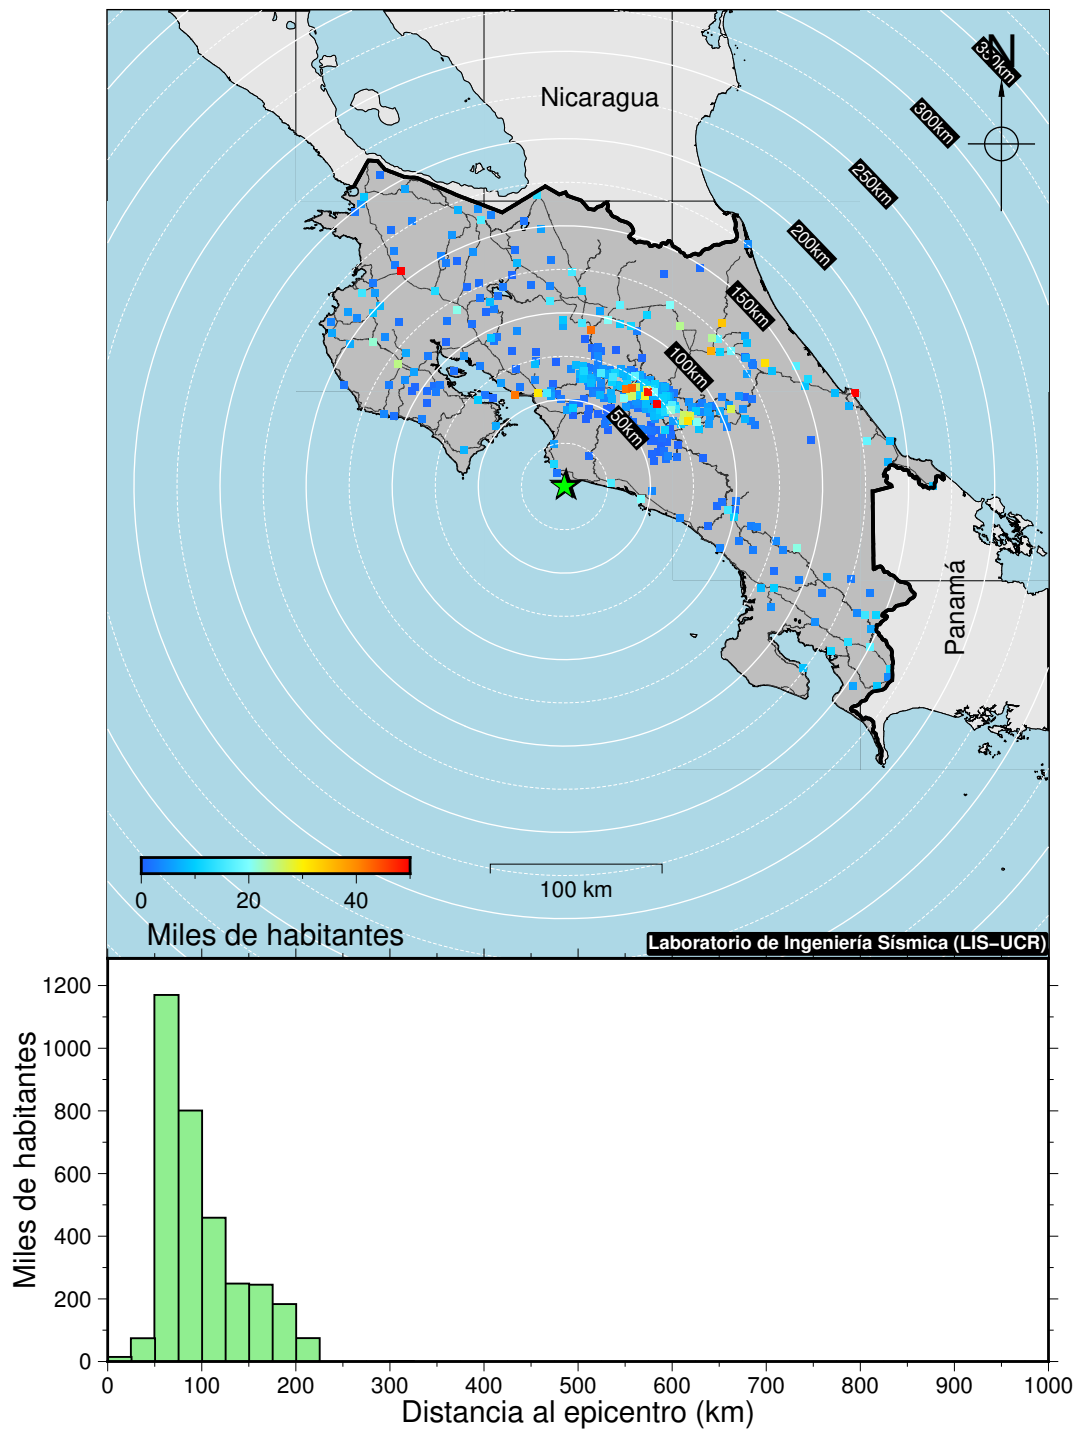 Nicaragua
N
350km
300km
250km
200km
150km
100km
50km
Panamá
0 20 40
Miles de habitantes
100 km
Laboratorio de Ingeniería Sísmica (LIS−UCR)
1200
1000
800
600
400
200
0
Miles de habitantes
0 100 200 300 400 500 600 700 800 900 1000
Distancia al epicentro (km)